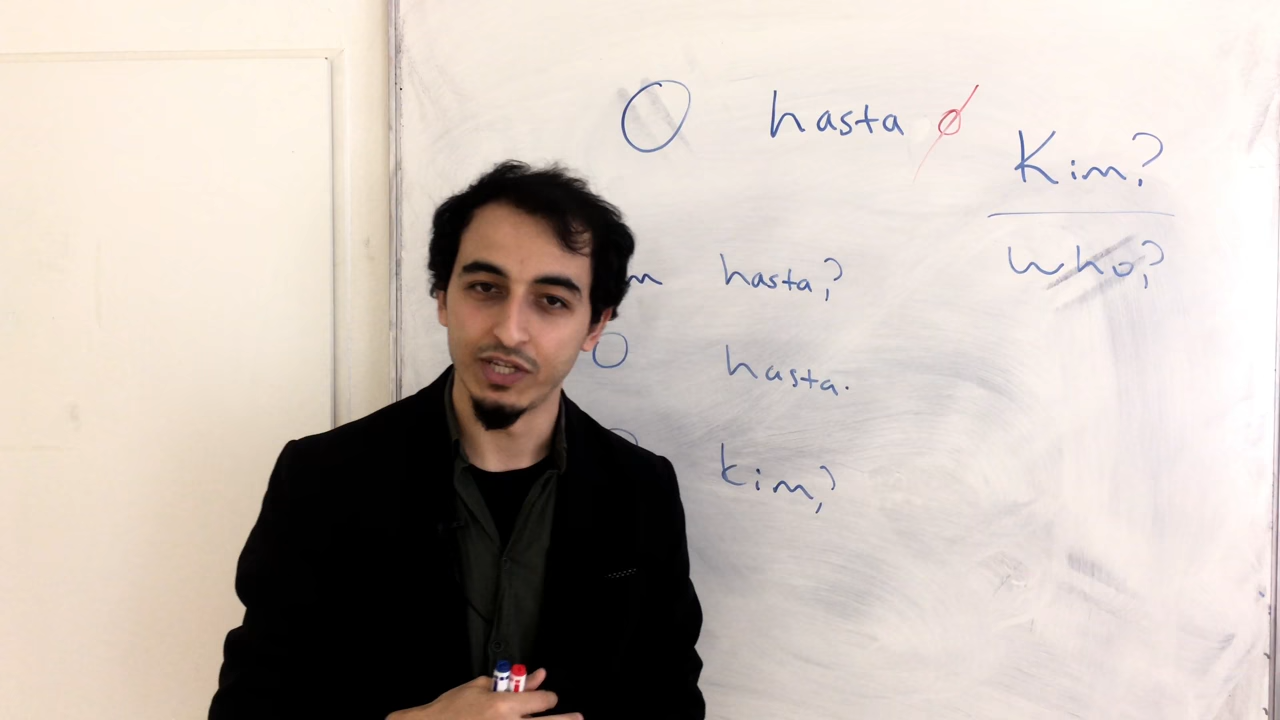 O hasta ø
Kim?
who?
m hasta?
O hasta.
kim?